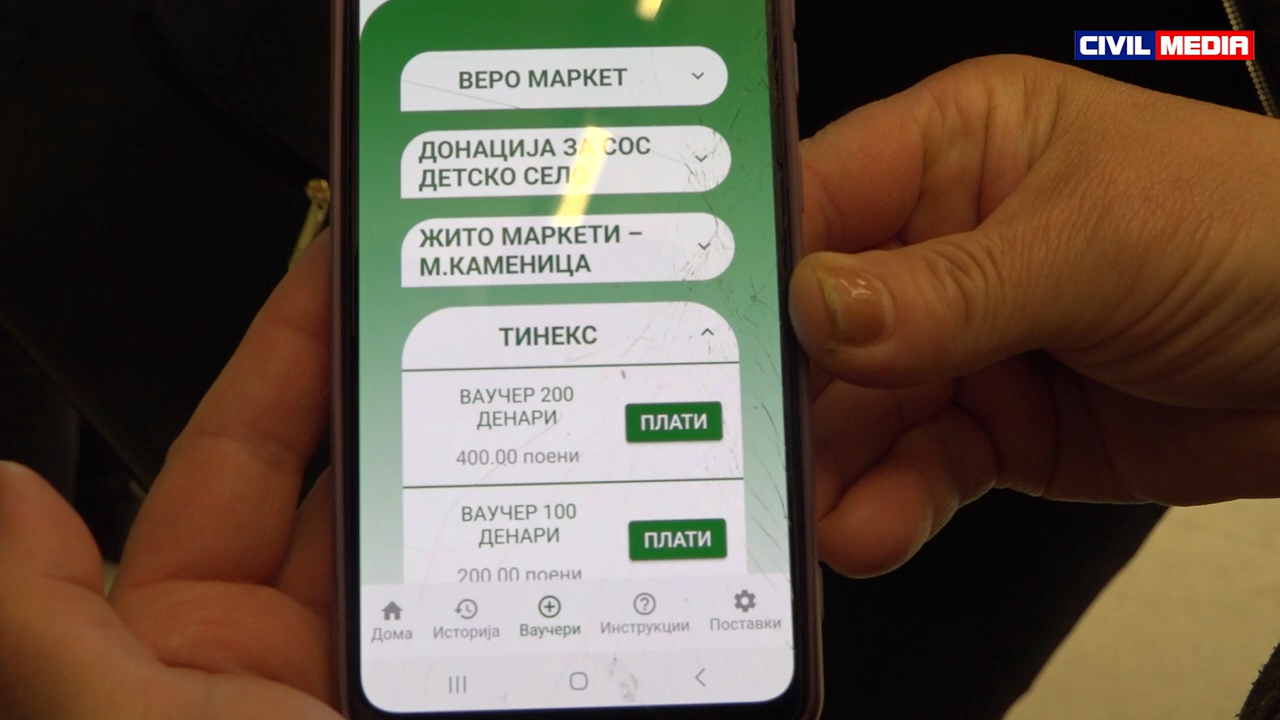 CIVIL MEDIA
ВЕРО МАРКЕТ
ДОНАЦИЈА ЗА СОС
ДЕТСКО СЕЛО
ЖИТО МАРКЕТИ –
М.КАМЕНИЦА
ТИНЕКС
ВАУЧЕР 200
ДЕНАРИ
ПЛАТИ
400.00 поени
ВАУЧЕР 100
ДЕНАРИ
ПЛАТИ
200.00 поени
Дома
Историја
Ваучери
Инструкции
Поставки